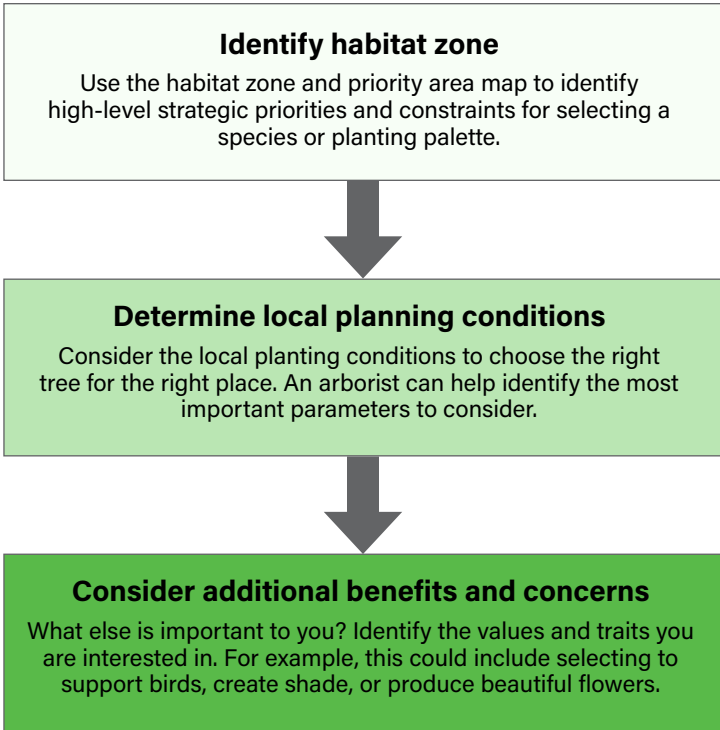 Identify habitat zone
Use the habitat zone and priority area map to identify
high-level strategic priorities and constraints for selecting a
species or planting palette.
Determine local planning conditions
Consider the local planting conditions to choose the right
tree for the right place. An arborist can help identify the most
important parameters to consider.
Consider additional benefits and concerns
What else is important to you? Identify the values and traits you
are interested in. For example, this could include selecting to
support birds, create shade, or produce beautiful flowers.